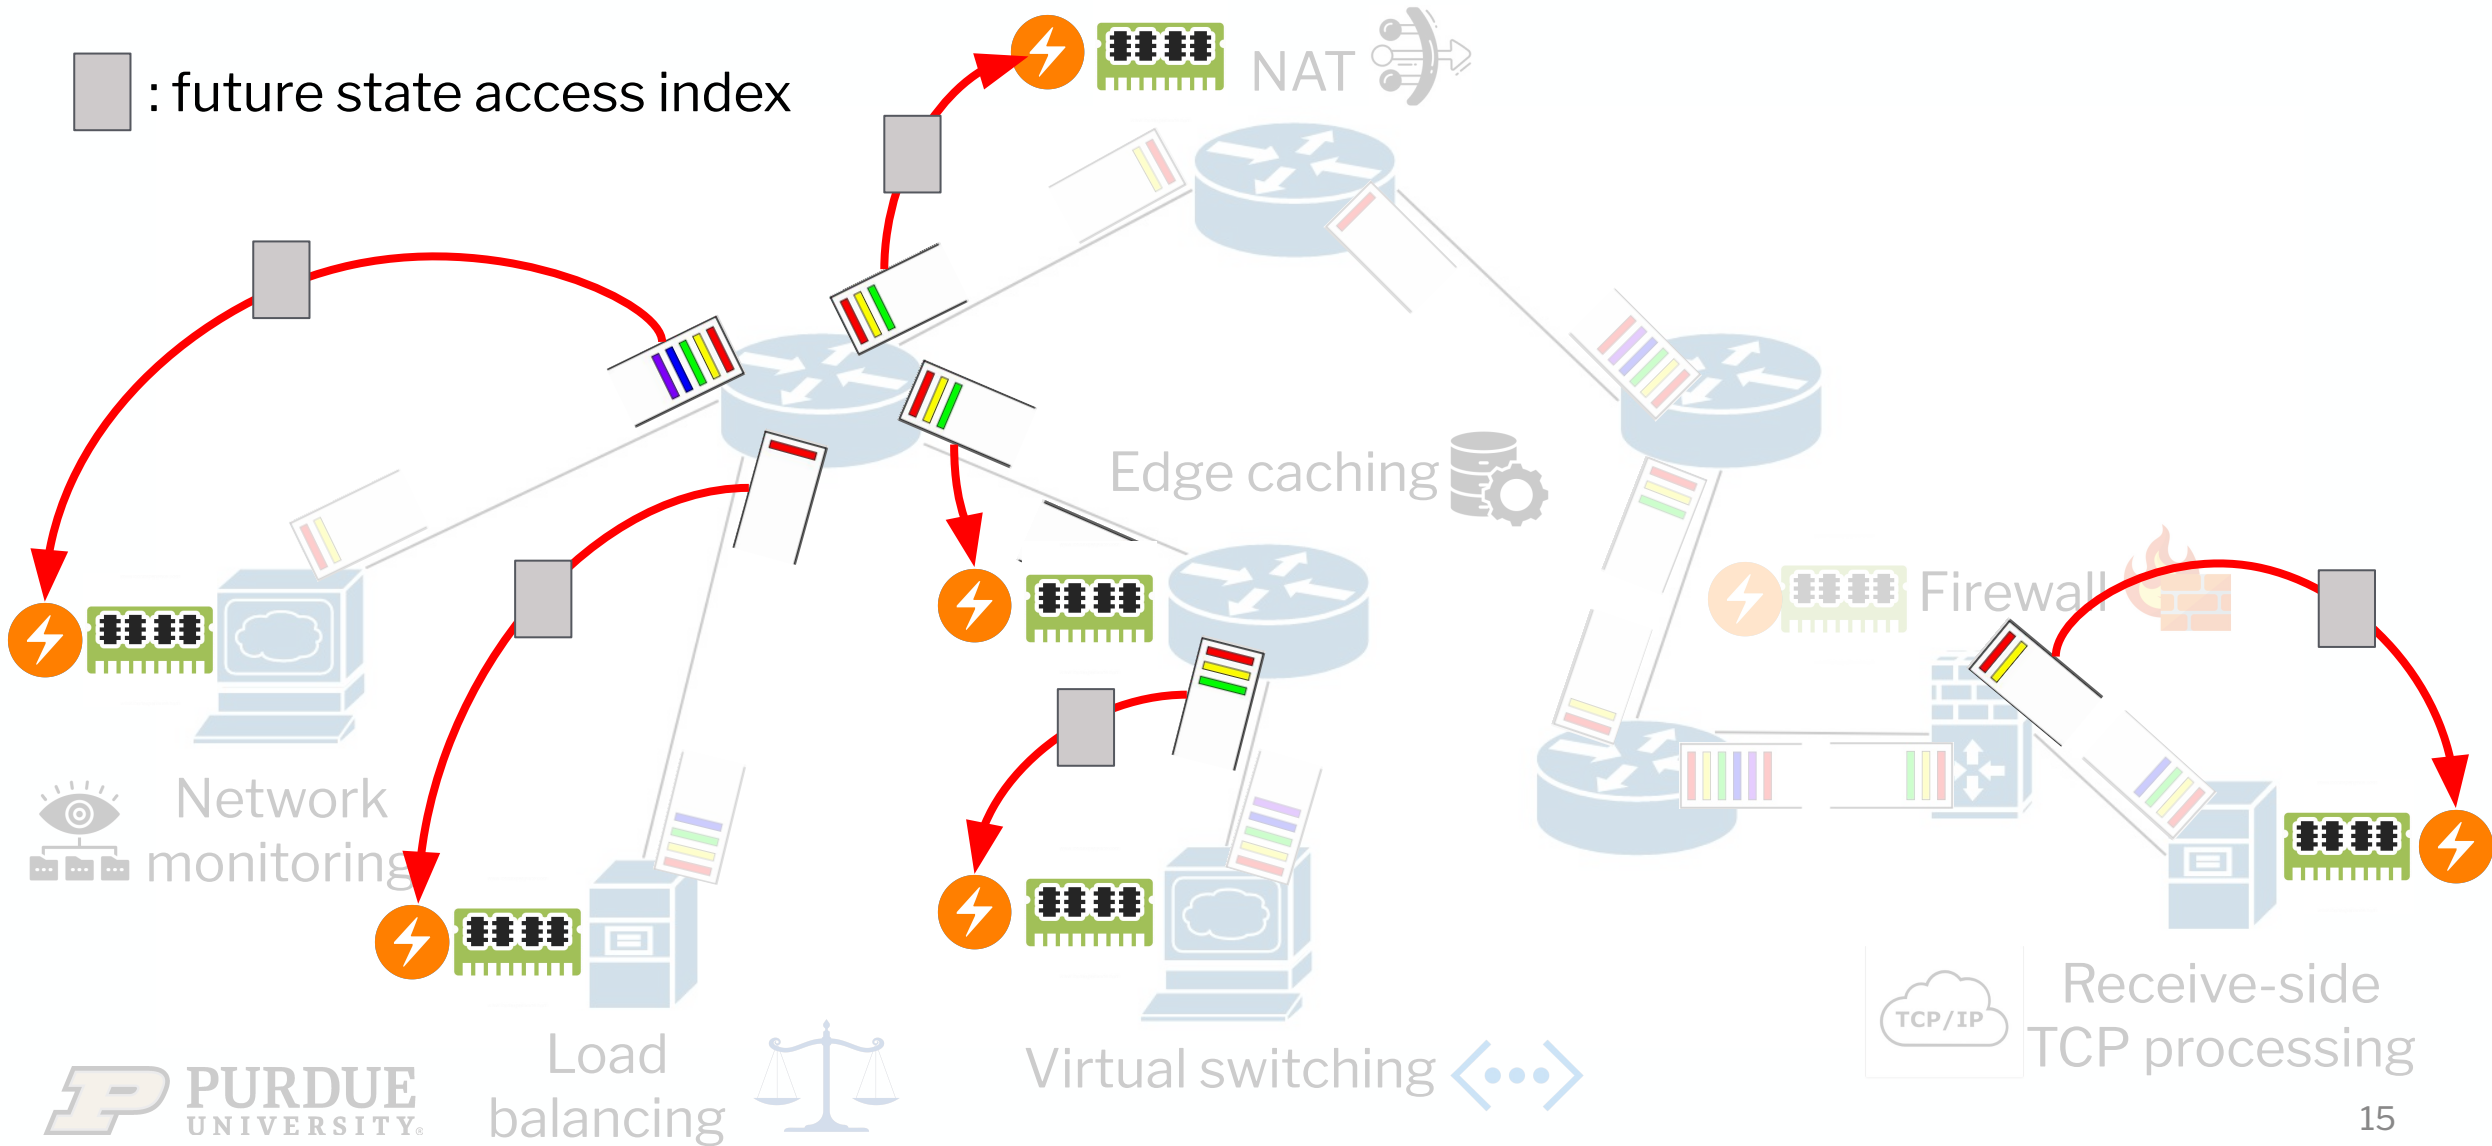 : future state access index
NAT
Edge caching
Firewall
Network
monitoring
TCP/IP
Receive-side
TCP processing
Load
balancing
Virtual switching
PURDUE
UNIVERSITY®
15